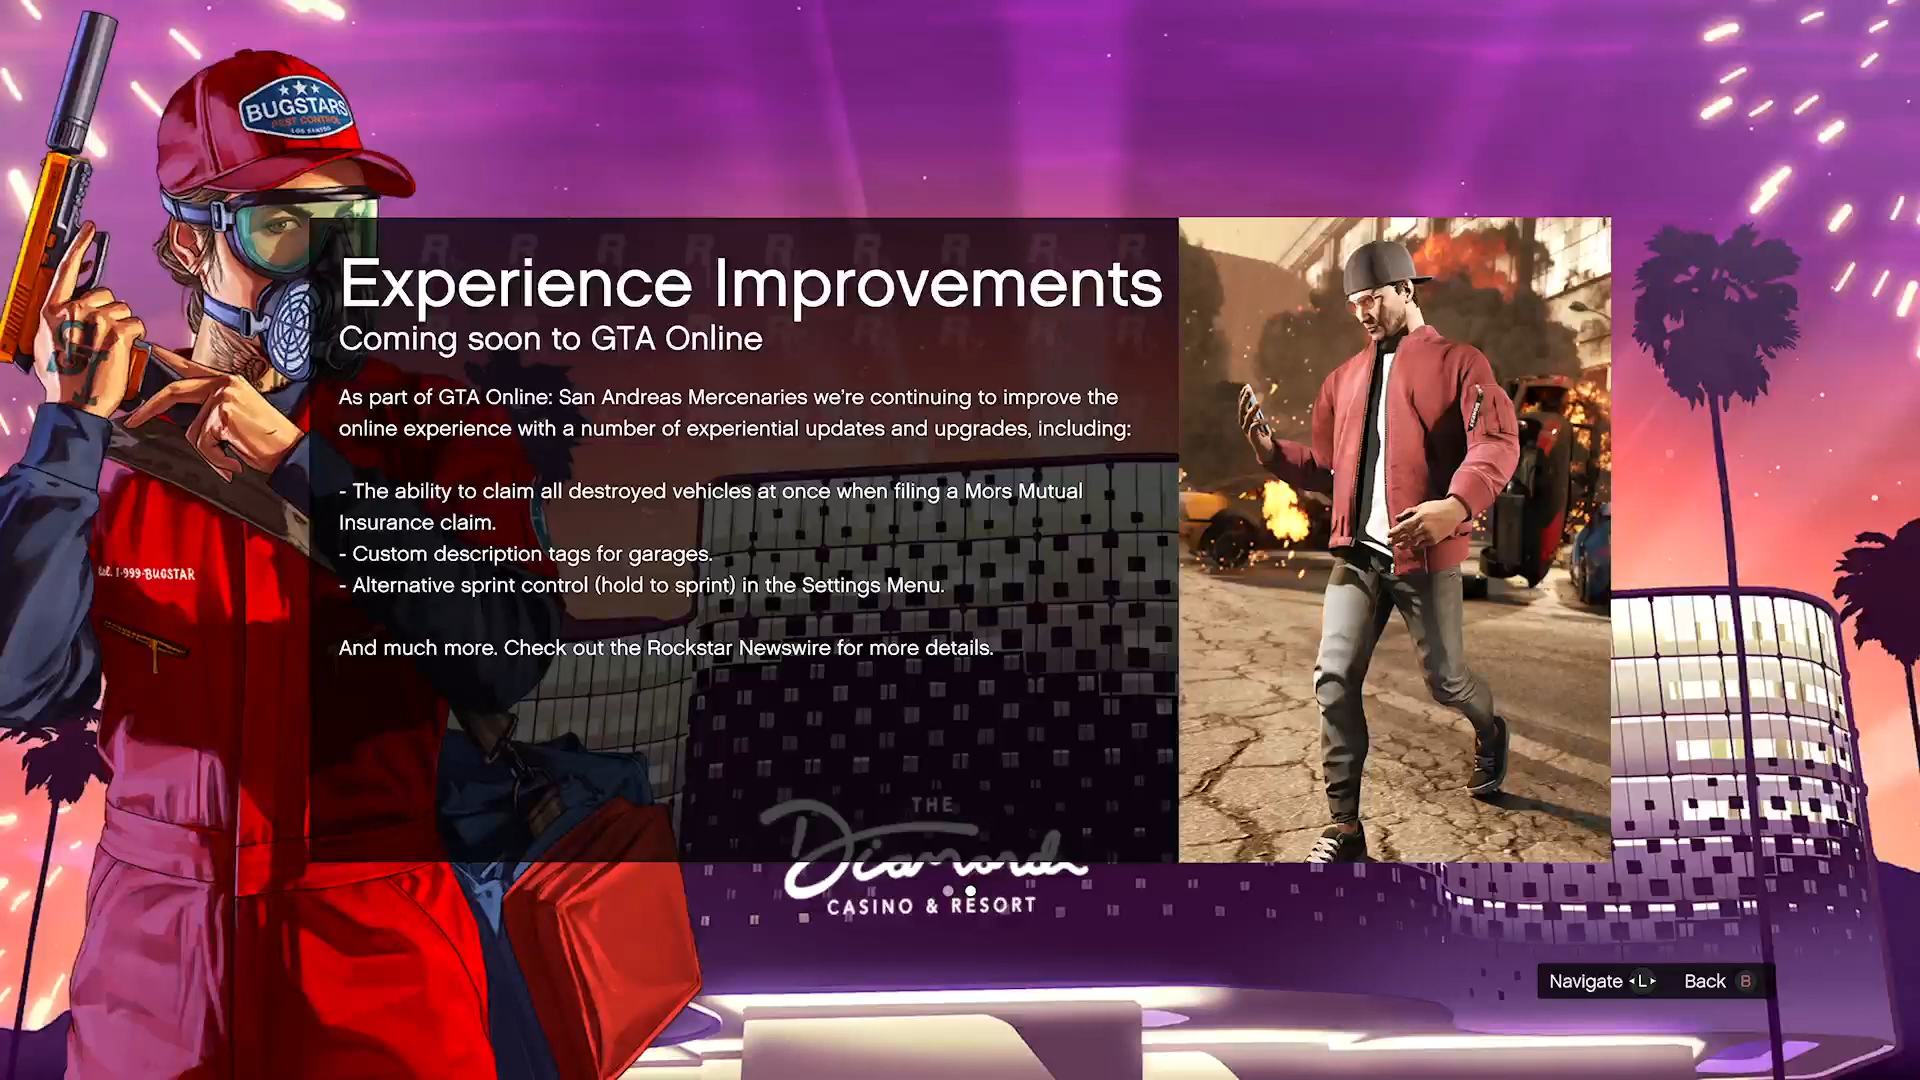 BUGSTARS
PEST CONTROL
LOS SANTOS
Experience Improvements
Coming soon to GTA Online
As part of GTA Online: San Andreas Mercenaries we're continuing to improve the
online experience with a number of experiential updates and upgrades, including:
- The ability to claim all destroyed vehicles at once when filing a Mors Mutual
Insurance claim.
- Custom description tags for garages.
- Alternative sprint control (hold to sprint) in the Settings Menu.
And much more. Check out the Rockstar Newswire for more details.
tel. 1-999-BUGSTAR
THE
Diamond
CASINO & RESORT
Navigate L Back B